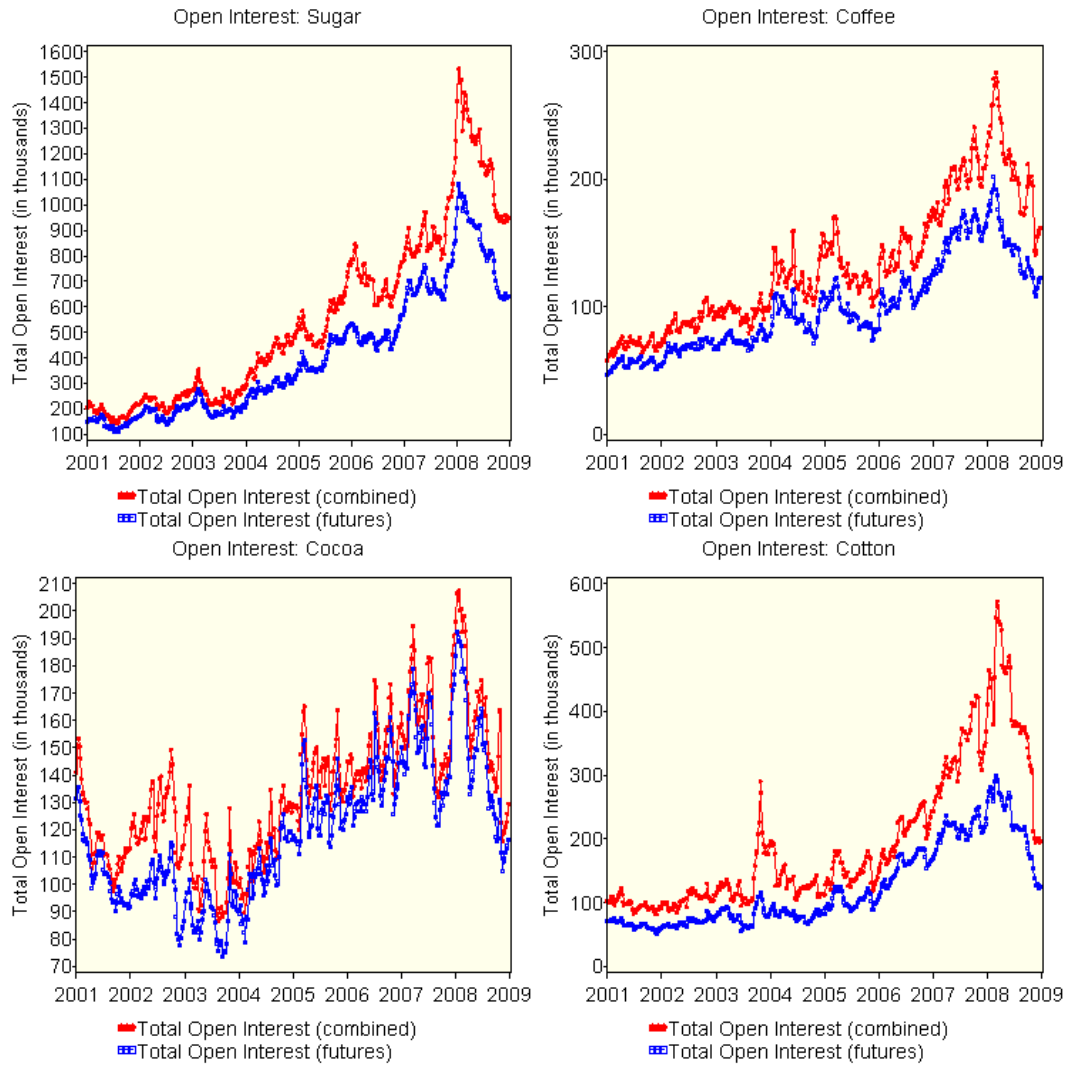 Open Interest: Sugar
Total Open Interest (in thousands)
1600
1500
1400
1300
1200
1100
1000
900
800
700
600
500
400
300
200
100
2001 2002 2003 2004 2005 2006 2007 2008 2009
Total Open Interest (combined)
Total Open Interest (futures)
Open Interest: Coffee
Total Open Interest (in thousands)
300
200
100
0
2001 2002 2003 2004 2005 2006 2007 2008 2009
Total Open Interest (combined)
Total Open Interest (futures)
Open Interest: Cocoa
Total Open Interest (in thousands)
210
200
190
180
170
160
150
140
130
120
110
100
90
80
70
2001 2002 2003 2004 2005 2006 2007 2008 2009
Total Open Interest (combined)
Total Open Interest (futures)
Open Interest: Cotton
Total Open Interest (in thousands)
600
500
400
300
200
100
0
2001 2002 2003 2004 2005 2006 2007 2008 2009
Total Open Interest (combined)
Total Open Interest (futures)